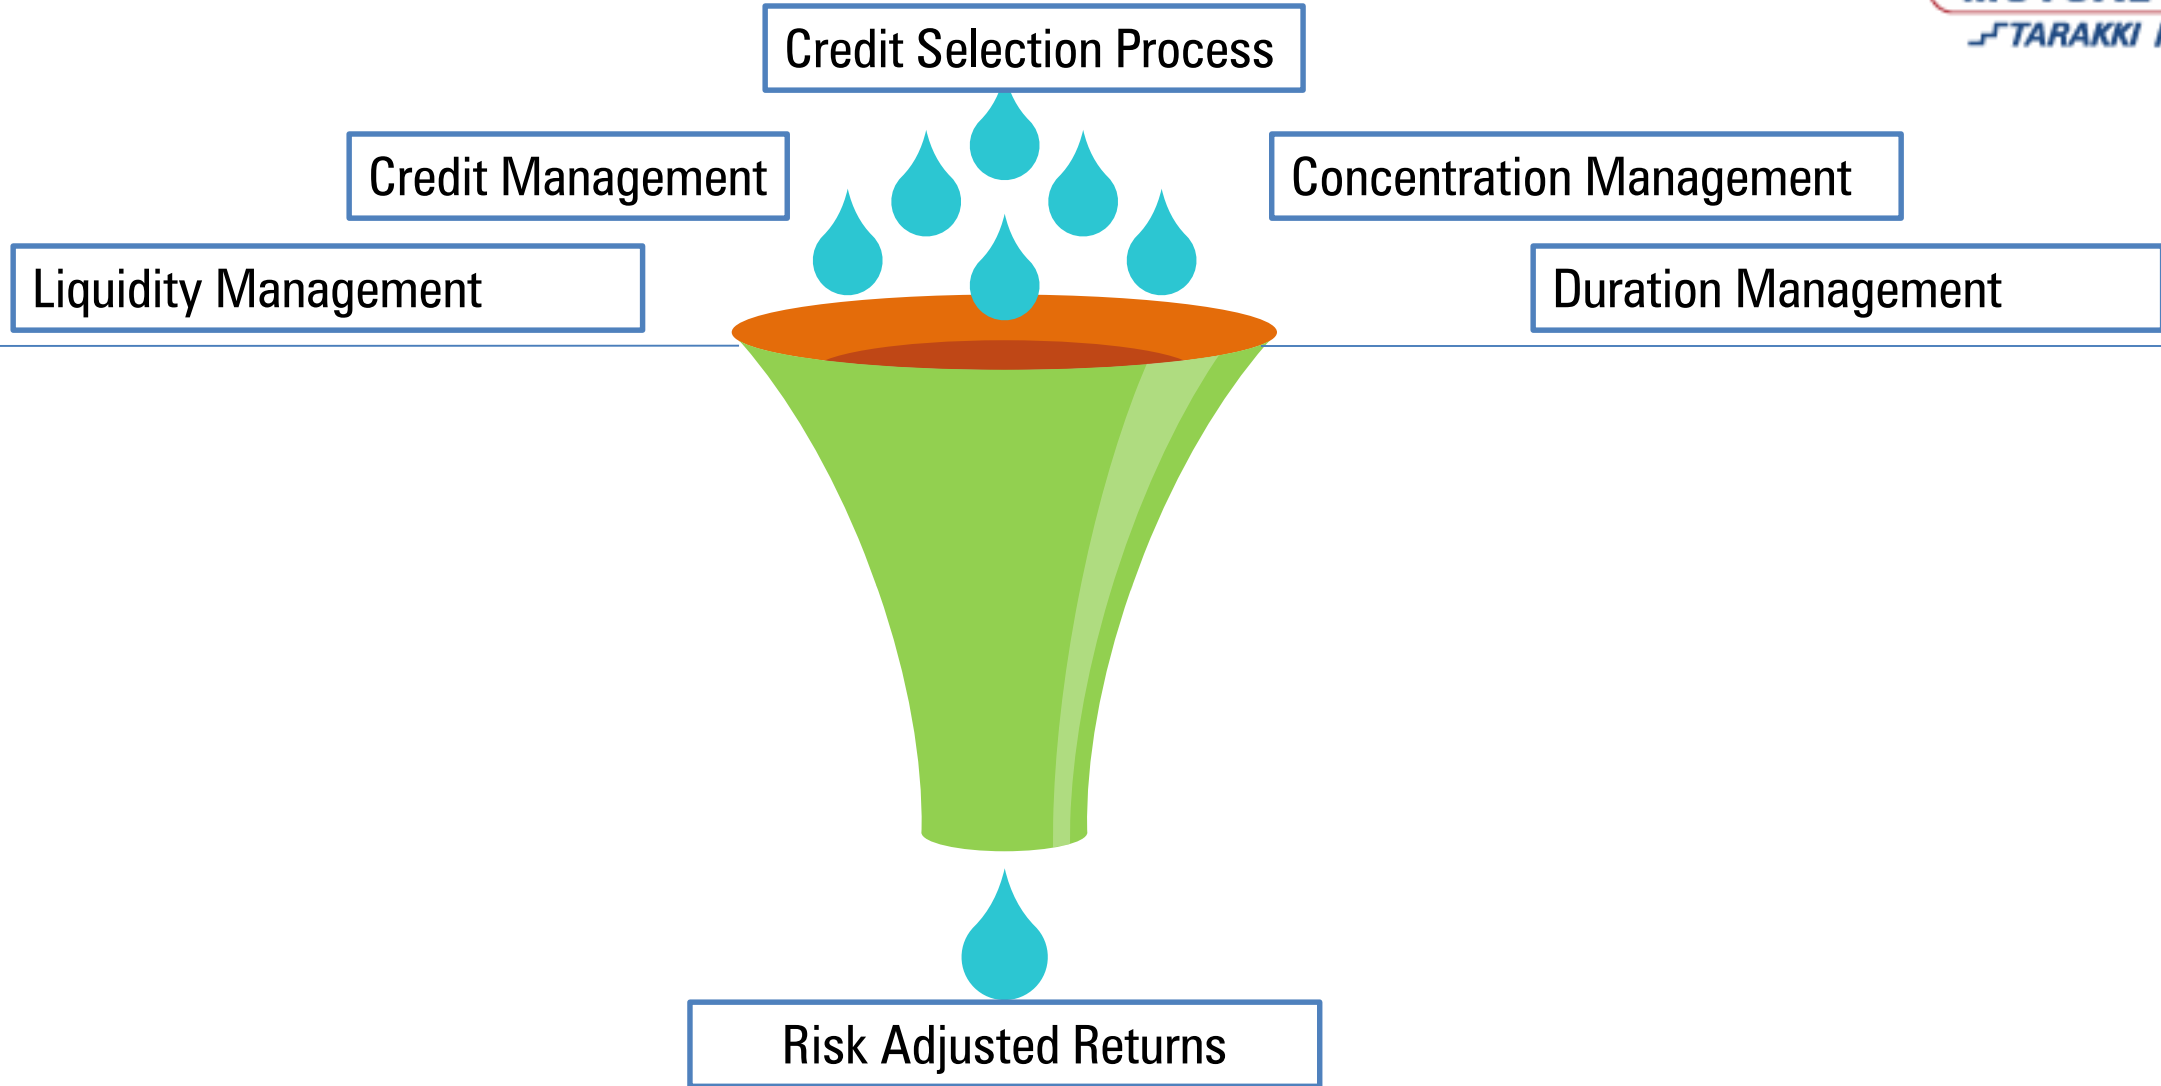 TARAKKI
Credit Selection Process
Credit Management
Concentration Management
Liquidity Management
Duration Management
Risk Adjusted Returns